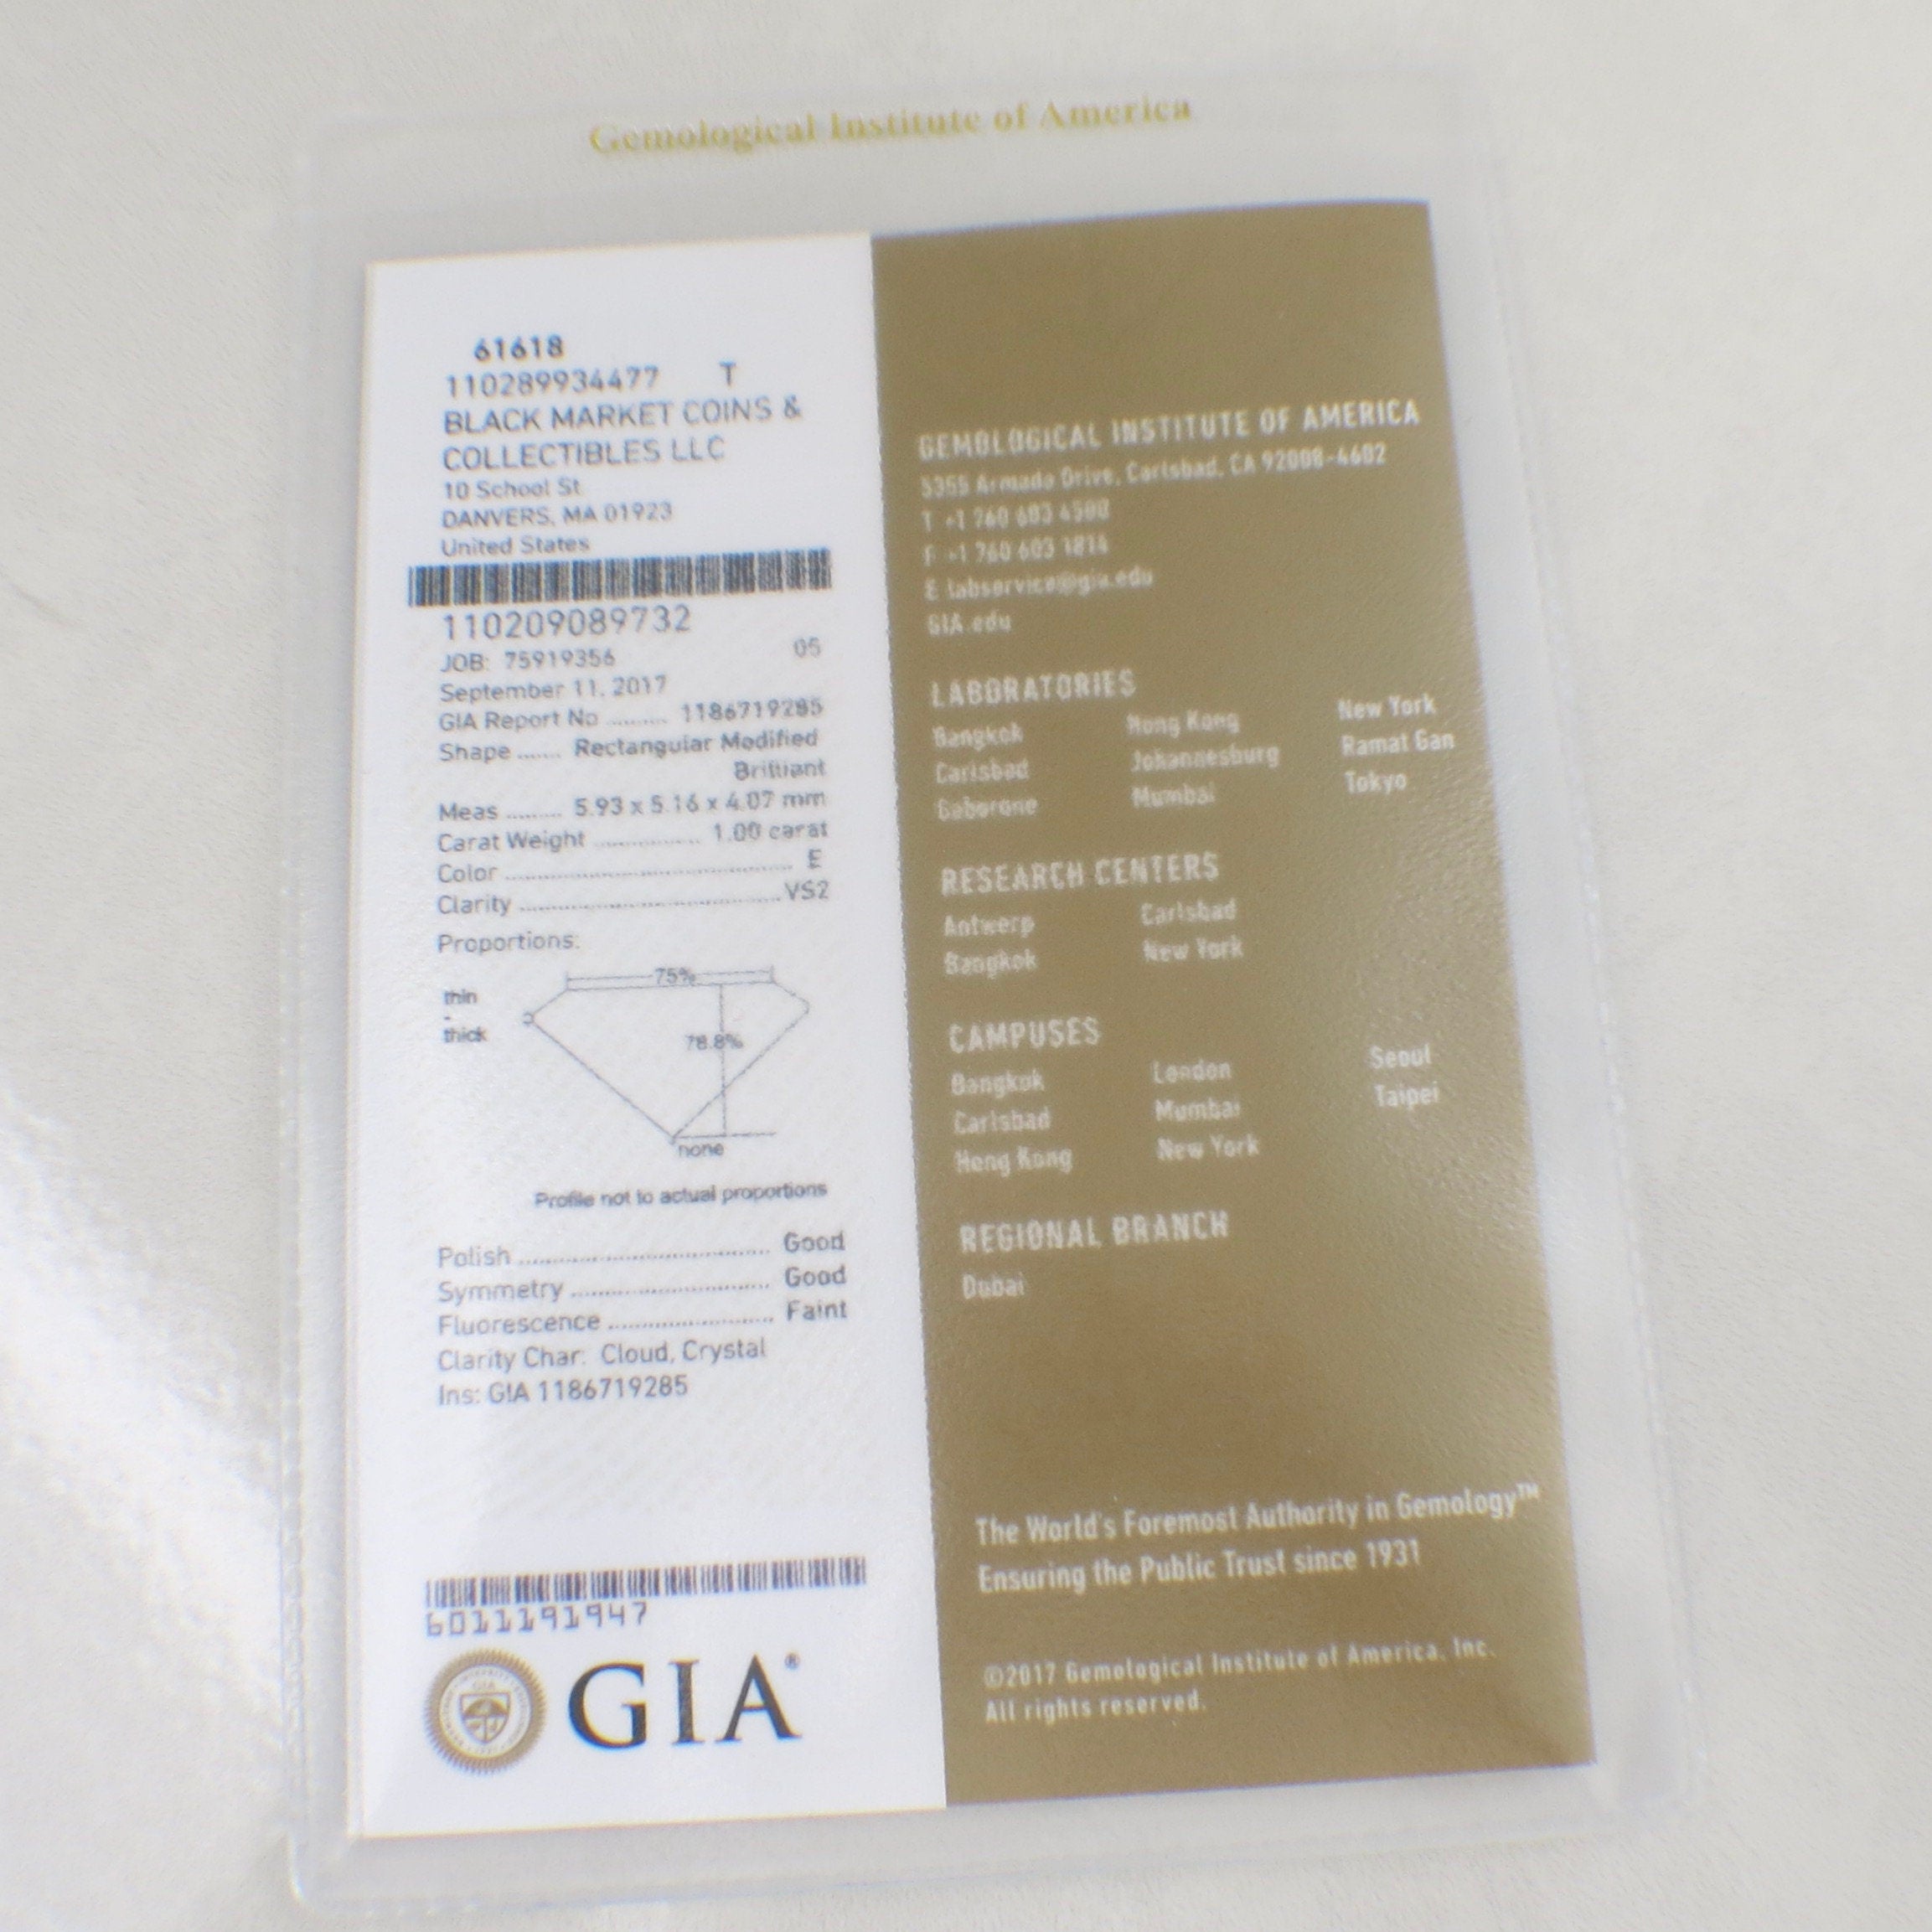 Gemological Institute of America
61618
110289934477 T
BLACK MARKET COINS &
COLLECTIBLES LLC
10 School St
DANVERS, MA 01923
United States
110209089732
JOB: 75919356 05
September 11, 2017
GIA Report No .......... 1186719285
Shape ....... Rectangular Modified
Brilliant
Meas ......... 5.93 x 5.16 x 4.07 mm
Carat Weight ................. 1.00 carat
Color ............................................. E
Clarity .......................................... VS2
Proportions:
75%
thin
-
thick
78.8%
none
Profile not to actual proportions
Polish ......................................... Good
Symmetry ................................ Good
Fluorescence .......................... Faint
Clarity Char: Cloud, Crystal
Ins: GIA 1186719285
6011191947
GIA®
GEMOLOGICAL INSTITUTE OF AMERICA
5355 Armada Drive, Carlsbad, CA 92008-4602
T +1 760 603 4500
F +1 760 603 1814
E labservice@gia.edu
GIA.edu
LABORATORIES
Bangkok Hong Kong New York
Carlsbad Johannesburg Ramat Gan
Gaborone Mumbai Tokyo
RESEARCH CENTERS
Antwerp Carlsbad
Bangkok New York
CAMPUSES
Bangkok London Seoul
Carlsbad Mumbai Taipei
Hong Kong New York
REGIONAL BRANCH
Dubai
The World's Foremost Authority in Gemology™
Ensuring the Public Trust since 1931
©2017 Gemological Institute of America, Inc.
All rights reserved.